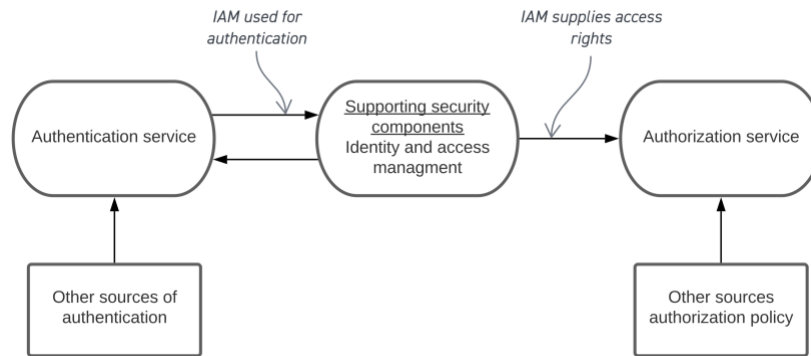 IAM used for
authentication
IAM supplies access
rights
Authentication service
Supporting security
components
Identity and access
managment
Authorization service
Other sources of
authentication
Other sources
authorization policy